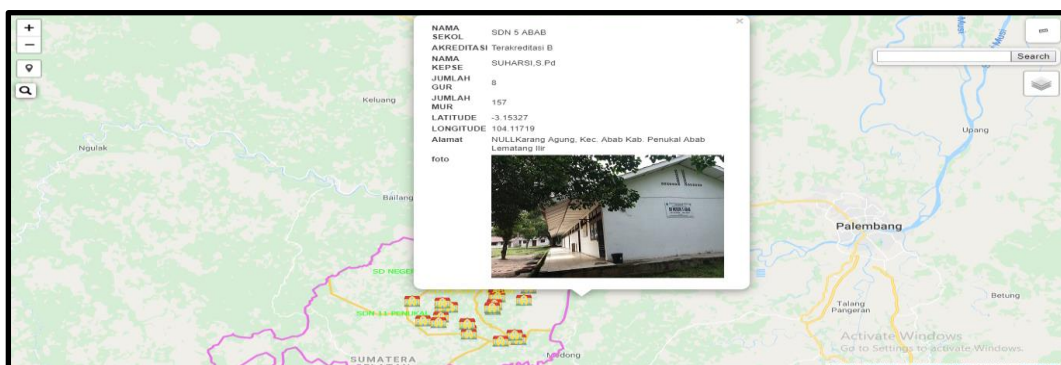 +
−
NAMA SEKOL SDN 5 ABAB
AKREDITASI Terakreditasi B
NAMA KEPSE SUHARSI,S.Pd
JUMLAH GUR 8
JUMLAH MUR 157
LATITUDE -3.15327
LONGITUDE 104.11719
Alamat NULLKarang Agung, Kec. Abab Kab. Penukal Abab
Lematang Ilir
foto
×
Search
Musi
Musi
Keluang
Upang
Ngulak
Palembang
Betung
Talang
Pangeran
SUMATERA
Activate Windows
Go to Settings to activate Windows.